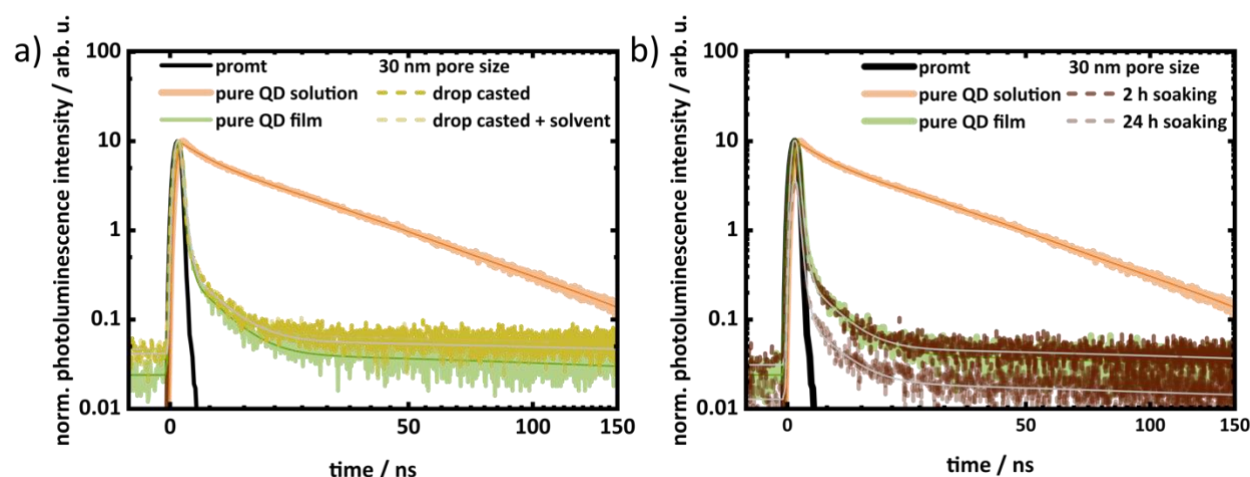 a)
norm. photoluminescence intensity / arb. u.
100
10
1
0.1
0.01
promt
pure QD solution
pure QD film
30 nm pore size
drop casted
drop casted + solvent
0
50
100
150
time / ns
b)
norm. photoluminescence intensity / arb. u.
100
10
1
0.1
0.01
promt
pure QD solution
pure QD film
30 nm pore size
2 h soaking
24 h soaking
0
50
100
150
time / ns